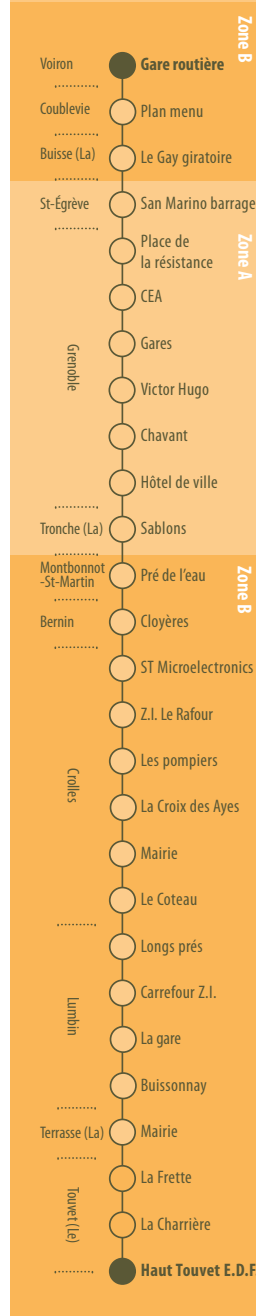 Zone B
Voiron
Gare routière
Coublevie
Plan menu
Buisse (La)
Le Gay giratoire
St-Égrève
San Marino barrage
Zone A
Grenoble
Place de
la résistance
CEA
Gares
Victor Hugo
Chavant
Hôtel de ville
Tronche (La)
Sablons
Zone B
Montbonnot
-St-Martin
Pré de l'eau
Bernin
Cloyères
Crolles
ST Microelectronics
Z.I. Le Rafour
Les pompiers
La Croix des Ayes
Mairie
Le Coteau
Lumbin
Longs prés
Carrefour Z.I.
La gare
Buissonnay
Terrasse (La)
Mairie
Touvet (Le)
La Frette
La Charrière
Haut Touvet E.D.F